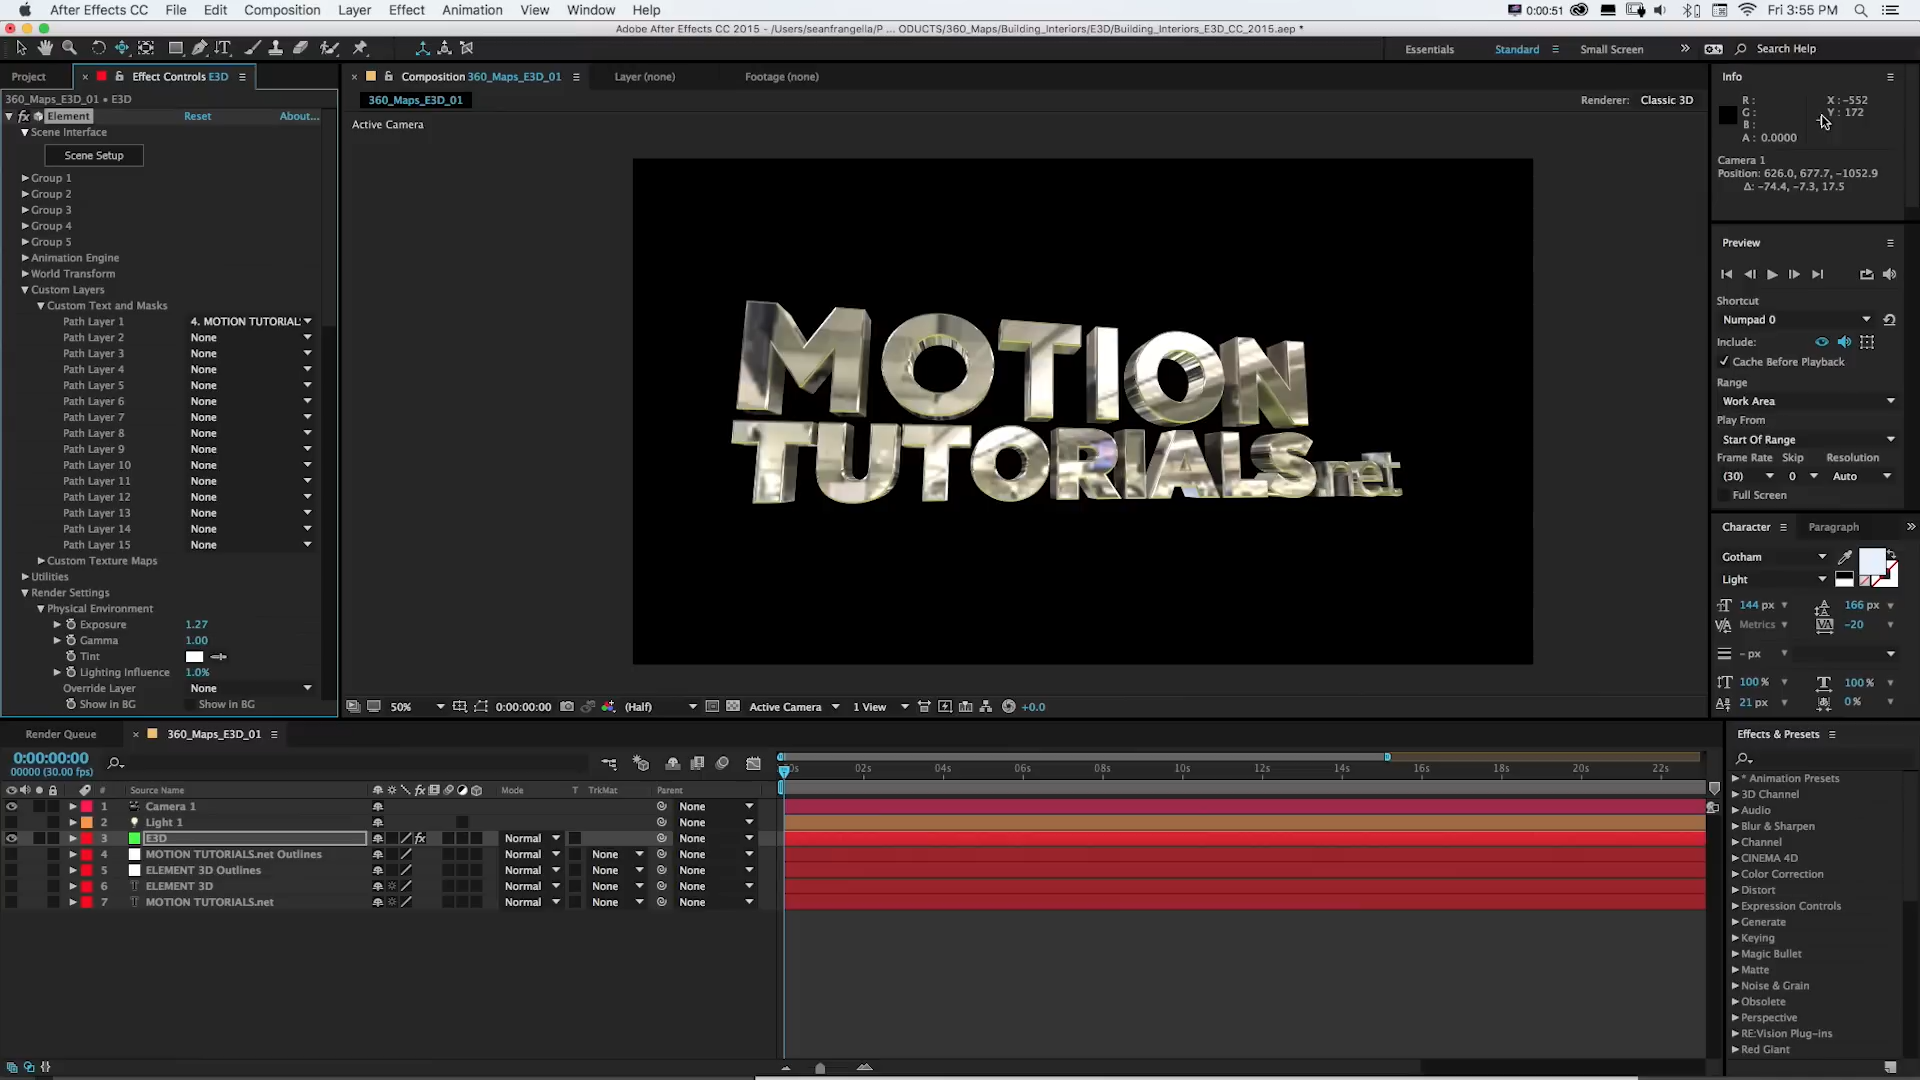 After Effects CC File Edit Composition Layer Effect Animation View Window Help
0:00:51 Fri 3:55 PM
Adobe After Effects CC 2015 - /Users/seanfrangella/P ... ODUCTS/360_Maps/Building_Interiors/E3D/Building_Interiors_E3D_CC_2015.aep *
Essentials Standard Small Screen Search Help
Project Effect Controls E3D
Composition 360_Maps_E3D_01 Layer (none) Footage (none)
360_Maps_E3D_01 • E3D
360_Maps_E3D_01
Renderer: Classic 3D
Active Camera
fx Element Reset About...
Scene Interface
Scene Setup
Group 1
Group 2
Group 3
Group 4
Group 5
Animation Engine
World Transform
Custom Layers
Custom Text and Masks
Path Layer 1 4. MOTION TUTORIALS
Path Layer 2 None
Path Layer 3 None
Path Layer 4 None
Path Layer 5 None
Path Layer 6 None
Path Layer 7 None
Path Layer 8 None
Path Layer 9 None
Path Layer 10 None
Path Layer 11 None
Path Layer 12 None
Path Layer 13 None
Path Layer 14 None
Path Layer 15 None
Custom Texture Maps
Utilities
Render Settings
Physical Environment
Exposure 1.27
Gamma 1.00
Tint
Lighting Influence 1.0%
Override Layer None
Show in BG Show in BG
MOTION
TUTORIALS.net
50% 0:00:00:00 (Half) Active Camera 1 View +0.0
Info
R : X : -552
G : Y : 172
B :
A : 0.0000
Camera 1
Position: 626.0, 677.7, -1052.9
Δ: -74.4, -7.3, 17.5
Preview
Shortcut
Numpad 0
Include:
Cache Before Playback
Range
Work Area
Play From
Start Of Range
Frame Rate Skip Resolution
(30) 0 Auto
Full Screen
Character Paragraph
Gotham
Light
144 px 166 px
Metrics -20
- px
100% 100%
21 px 0%
Render Queue 360_Maps_E3D_01
0:00:00:00
00000 (30.00 fps)
# Source Name Mode T TrkMat Parent
1 Camera 1 None
2 Light 1 None
3 E3D fx Normal None
4 MOTION TUTORIALS.net Outlines Normal None None
5 ELEMENT 3D Outlines Normal None None
6 T ELEMENT 3D Normal None None
7 T MOTION TUTORIALS.net Normal None None
02s 04s 06s 08s 10s 12s 14s 16s 18s 20s 22s
Effects & Presets
* Animation Presets
3D Channel
Audio
Blur & Sharpen
Channel
CINEMA 4D
Color Correction
Distort
Expression Controls
Generate
Keying
Magic Bullet
Matte
Noise & Grain
Obsolete
Perspective
RE:Vision Plug-ins
Red Giant